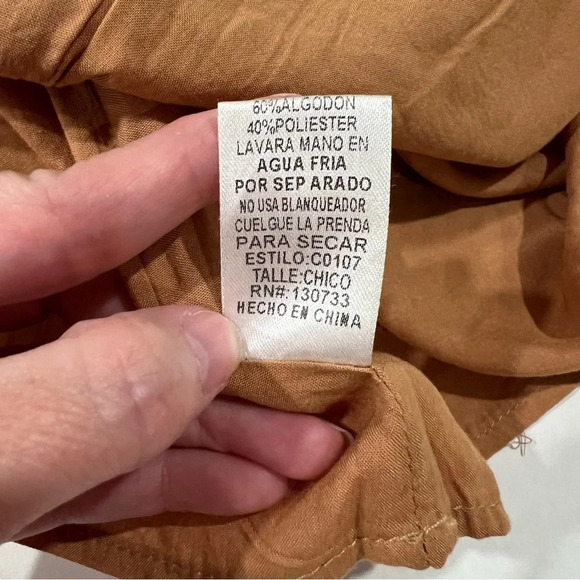 60%ALGODON
40%POLIESTER
LAVARA MANO EN
AGUA FRIA
POR SEP ARADO
NO USA BLANQUEADOR
CUELGUE LA PRENDA
PARA SECAR
ESTILO:C0107
TALLE:CHICO
RN#:130733
HECHO EN CHINA